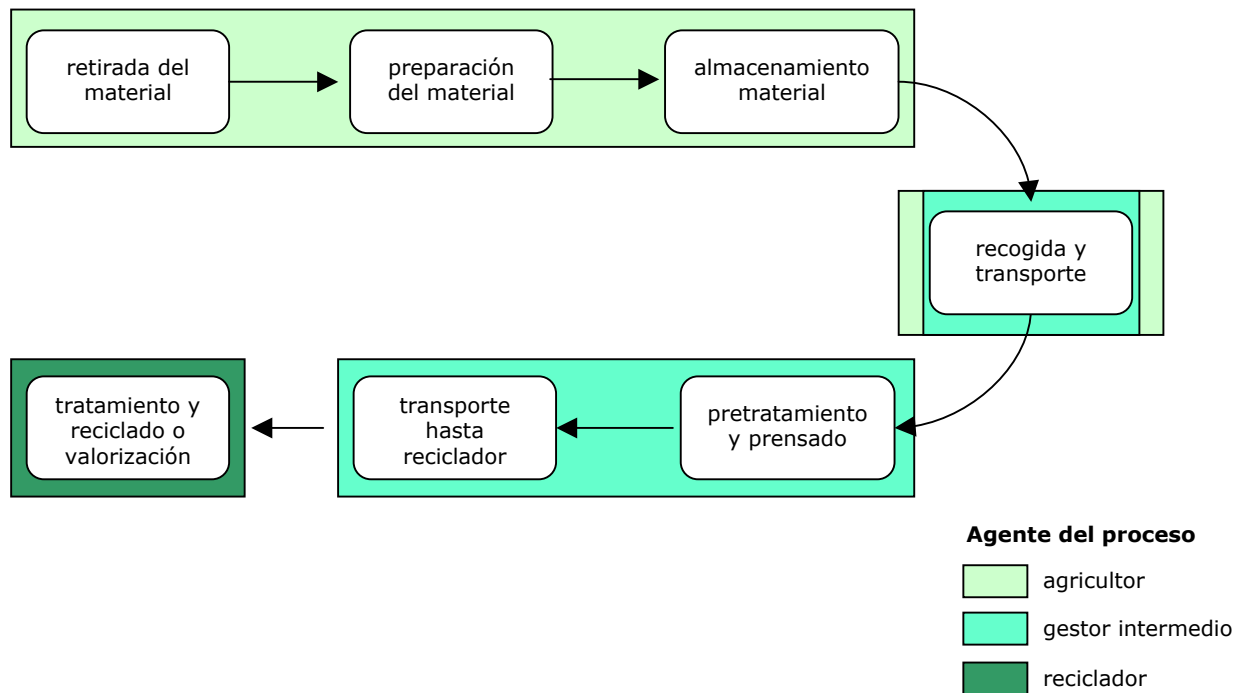 retirada del
material
preparación
del material
almacenamiento
material
recogida y
transporte
tratamiento y
reciclado o
valorización
transporte
hasta
reciclador
pretratamiento
y prensado
Agente del proceso
agricultor
gestor intermedio
reciclador